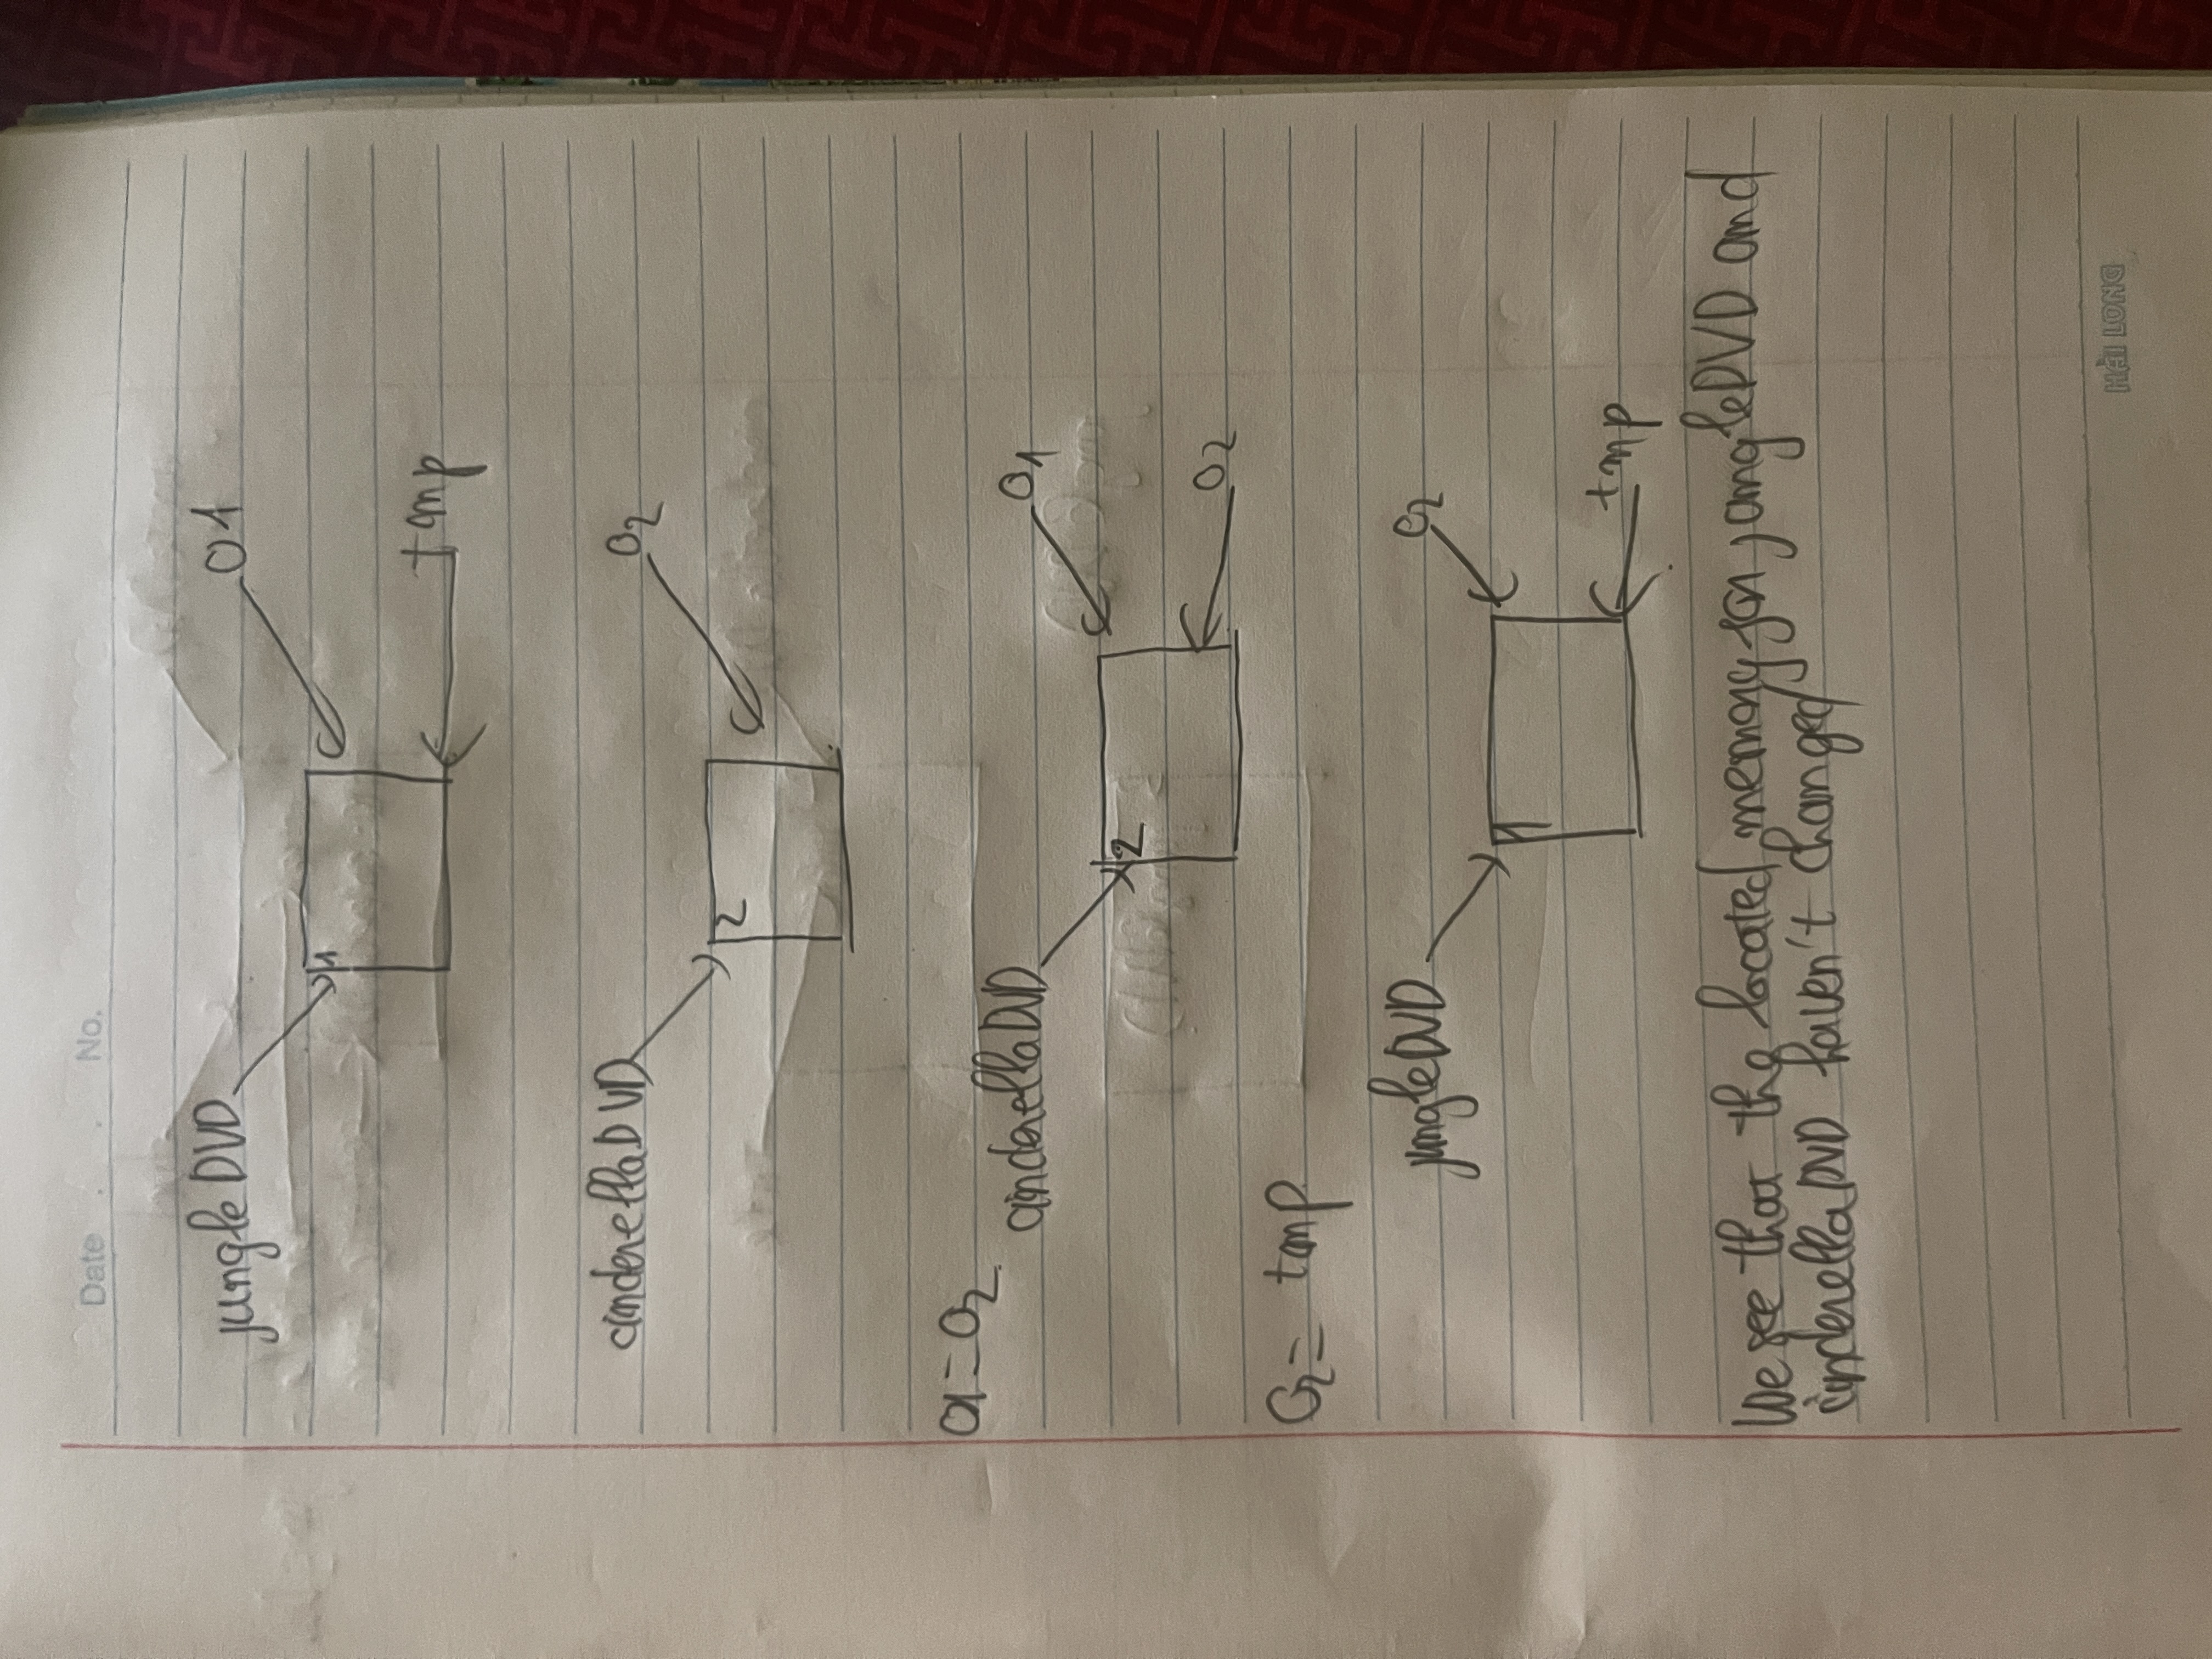 Date . . No.
jungleDVD
O1
1
tmp
cinderellaDVD
O2
2
O1=O2
cinderellaDVD
O1
2
O2
O2= tmp
jungleDVD
O2
1
tmp
We see that the located memory for jungleDVD and
cinderellaDVD haven't changed
HẢI LONG